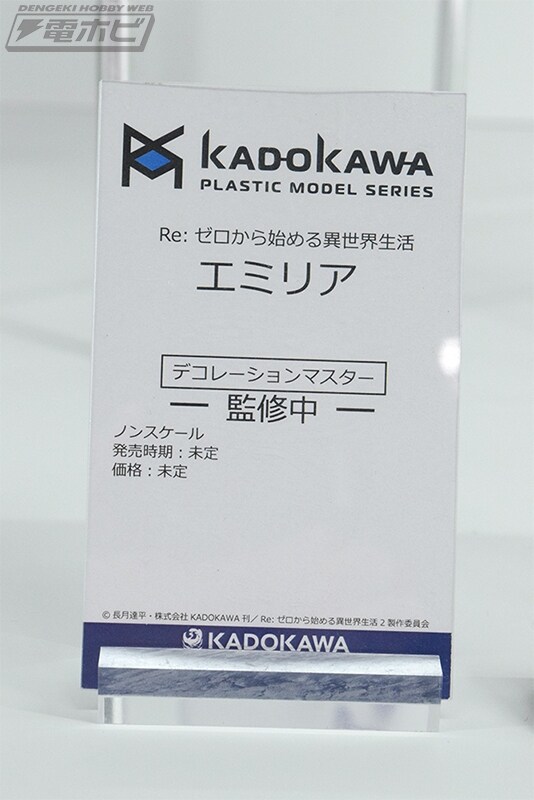 DENGEKI HOBBY WEB
電ホビ
KADOKAWA
PLASTIC MODEL SERIES
Re: ゼロから始める異世界生活
エミリア
デコレーションマスター
― 監修中 ―
ノンスケール
発売時期：未定
価格：未定
© 長月達平・株式会社 KADOKAWA 刊／ Re: ゼロから始める異世界生活 2 製作委員会
KADOKAWA